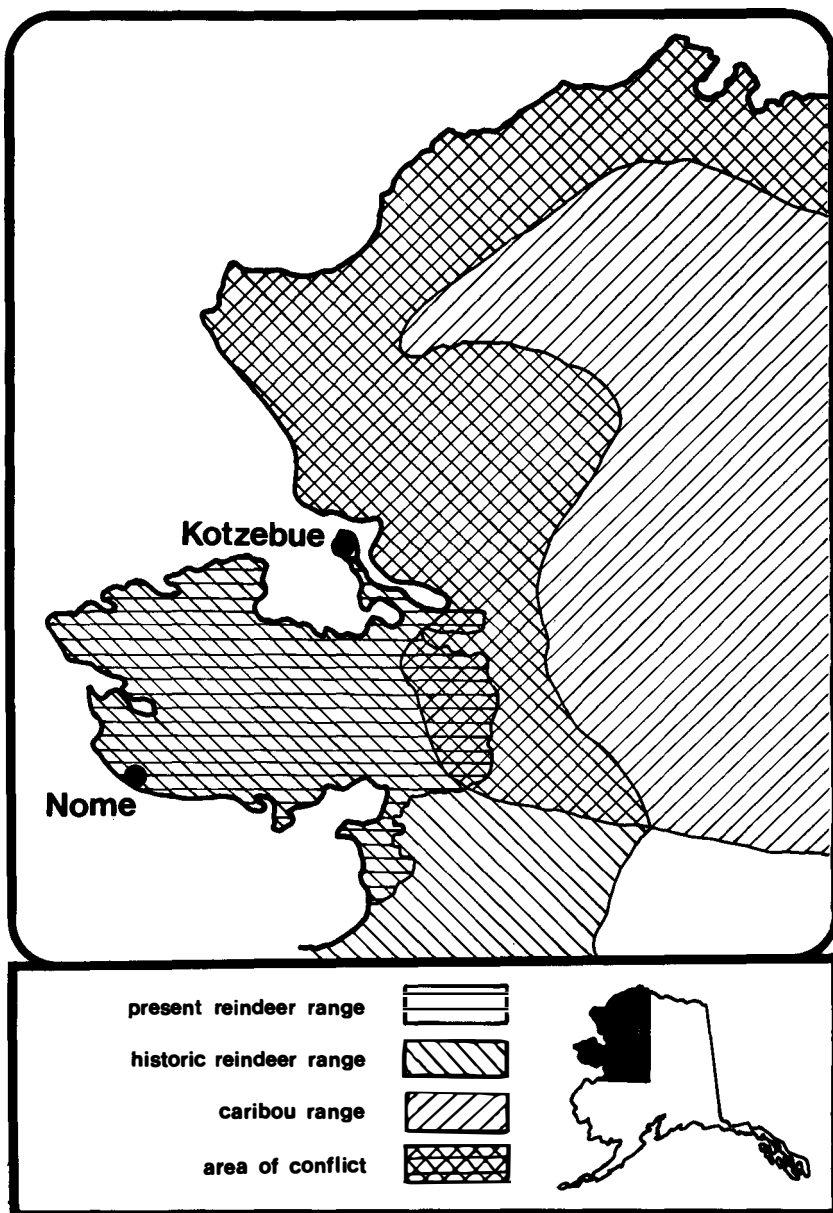 Kotzebue
Nome
present reindeer range
historic reindeer range
caribou range
area of conflict